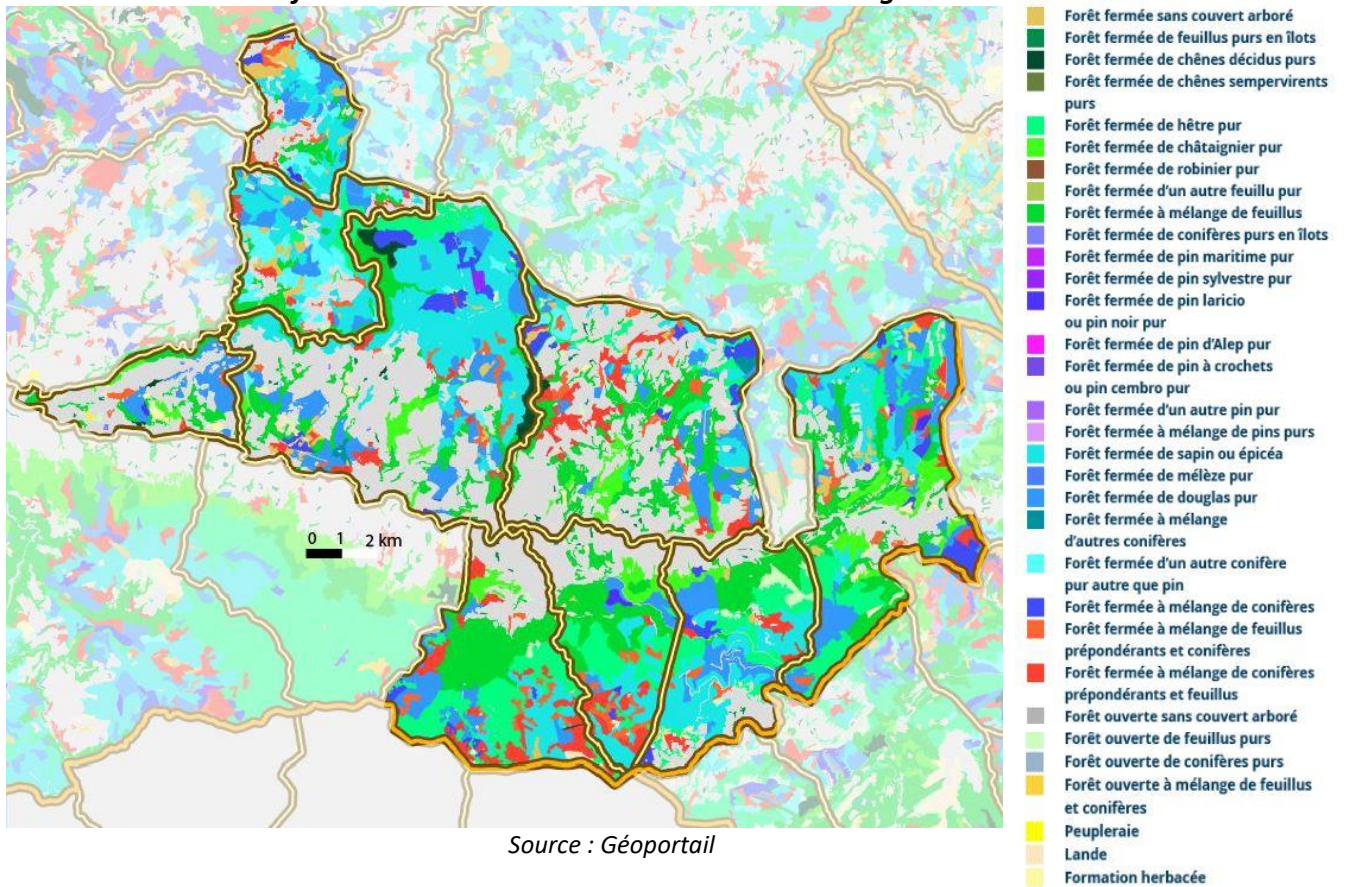 Forêt fermée sans couvert arboré
Forêt fermée de feuillus purs en îlots
Forêt fermée de chênes décidus purs
Forêt fermée de chênes sempervirents
purs
Forêt fermée de hêtre pur
Forêt fermée de châtaignier pur
Forêt fermée de robinier pur
Forêt fermée d'un autre feuillu pur
Forêt fermée à mélange de feuillus
Forêt fermée de conifères purs en îlots
Forêt fermée de pin maritime pur
Forêt fermée de pin sylvestre pur
Forêt fermée de pin laricio
ou pin noir pur
Forêt fermée de pin d'Alep pur
Forêt fermée de pin à crochets
ou pin cembro pur
Forêt fermée d'un autre pin pur
Forêt fermée à mélange de pins purs
Forêt fermée de sapin ou épicéa
Forêt fermée de mélèze pur
Forêt fermée de douglas pur
Forêt fermée à mélange
d'autres conifères
Forêt fermée d'un autre conifère
pur autre que pin
Forêt fermée à mélange de conifères
Forêt fermée à mélange de feuillus
prépondérants et conifères
Forêt fermée à mélange de conifères
prépondérants et feuillus
Forêt ouverte sans couvert arboré
Forêt ouverte de feuillus purs
Forêt ouverte de conifères purs
Forêt ouverte à mélange de feuillus
et conifères
Peupleraie
Lande
Formation herbacée
0 1 2 km
Source : Géoportail